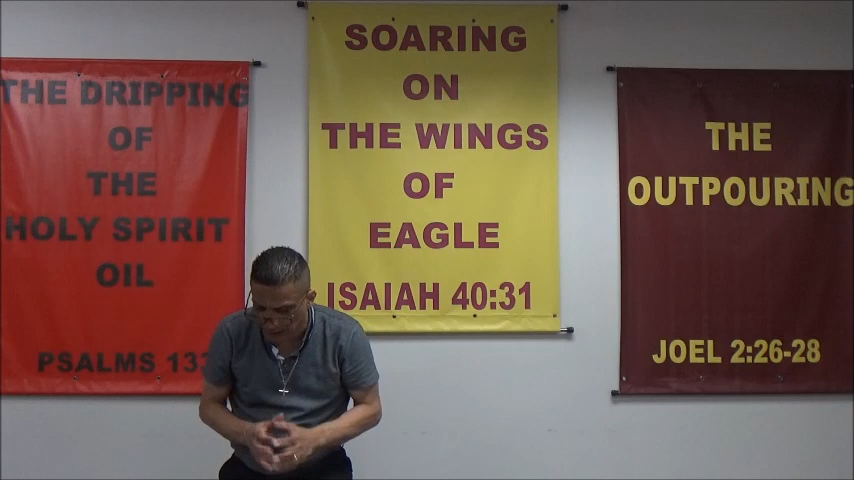 THE DRIPPING
OF
THE
HOLY SPIRIT
OIL
PSALMS 133
SOARING
ON
THE WINGS
OF
EAGLE
ISAIAH 40:31
THE
OUTPOURING
JOEL 2:26-28